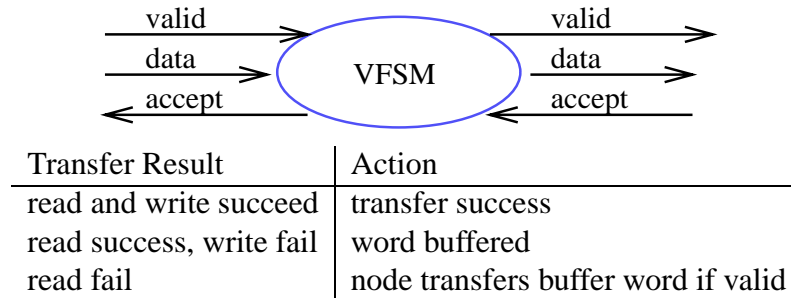 valid valid
data VFSM data
accept accept
Transfer Result Action
read and write succeed transfer success
read success, write fail word buffered
read fail node transfers buffer word if valid